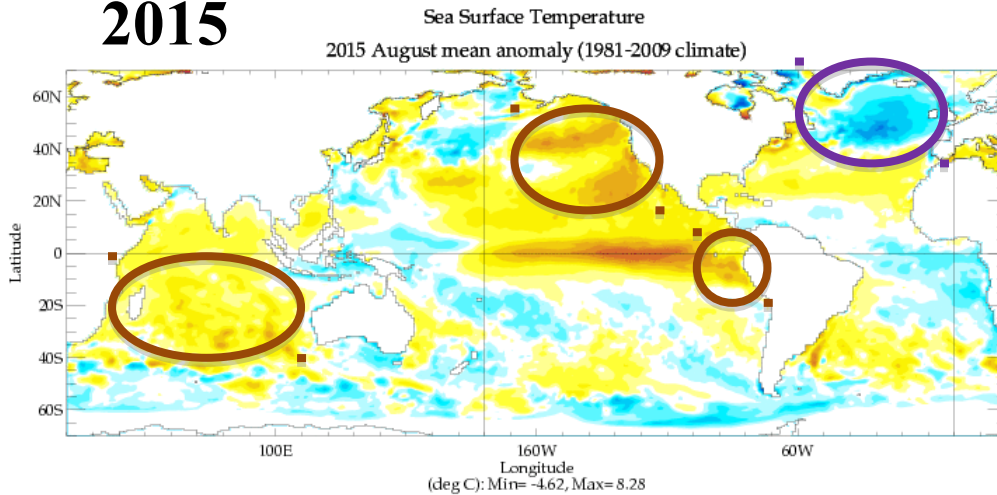 2015
Sea Surface Temperature
2015 August mean anomaly (1981-2009 climate)
60N
40N
20N
0
20S
40S
60S
Latitude
100E
160W
60W
Longitude
(deg C): Min= -4.62, Max= 8.28